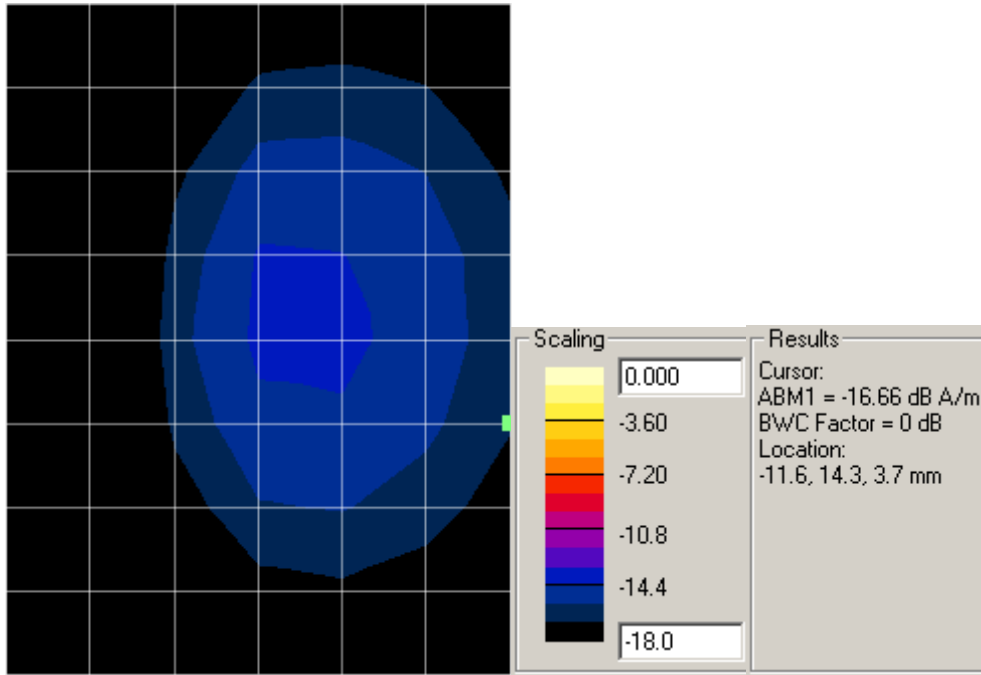 Scaling
0.000
-3.60
-7.20
-10.8
-14.4
-18.0
Results
Cursor:
ABM1 = -16.66 dB A/m
BWC Factor = 0 dB
Location:
-11.6, 14.3, 3.7 mm